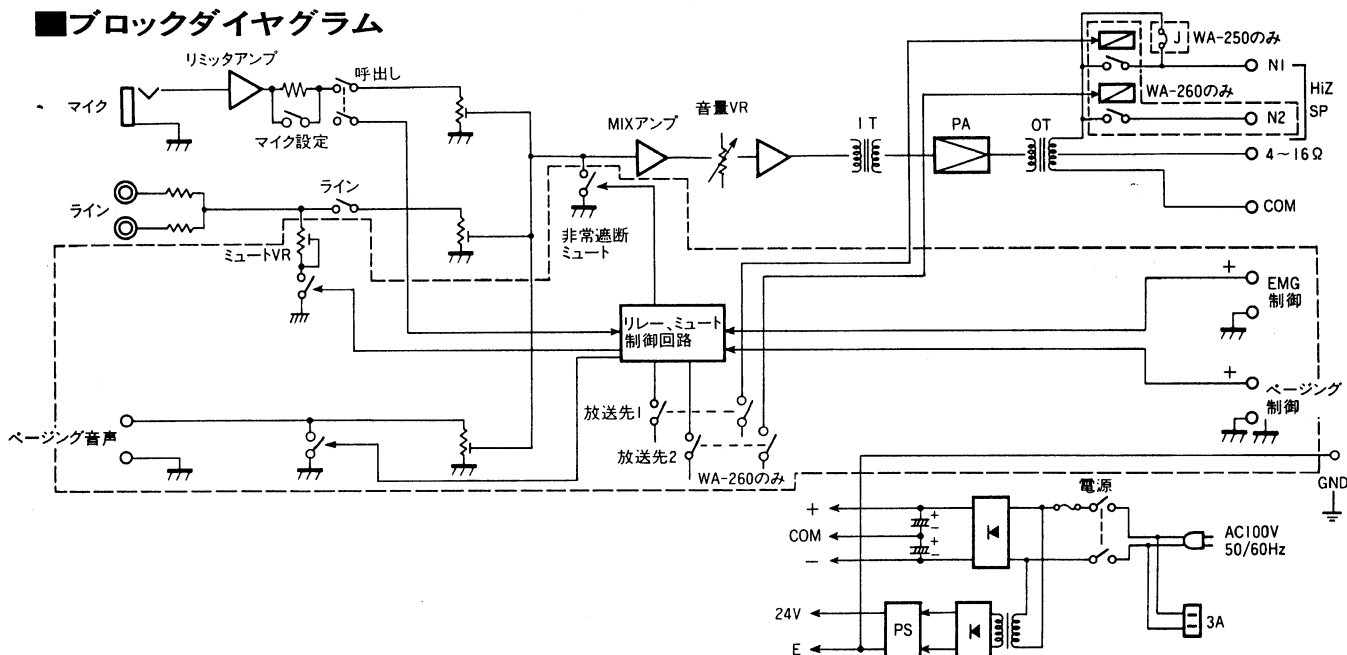 ■ブロックダイヤグラム
リミッタアンプ
呼出し
マイク
マイク設定
ライン
ライン
ミュートVR
非常遮断
ミュート
MIXアンプ
音量VR
IT
PA
OT
J
WA-250のみ
WA-260のみ
N1
N2
HiZ
SP
4~16Ω
COM
リレー、ミュート
制御回路
+
EMG
制御
+
ページング
制御
ページング音声
放送先1
放送先2
WA-260のみ
GND
電源
+
COM
−
+
−
+
−
AC100V
50/60Hz
24V
E
PS
3A